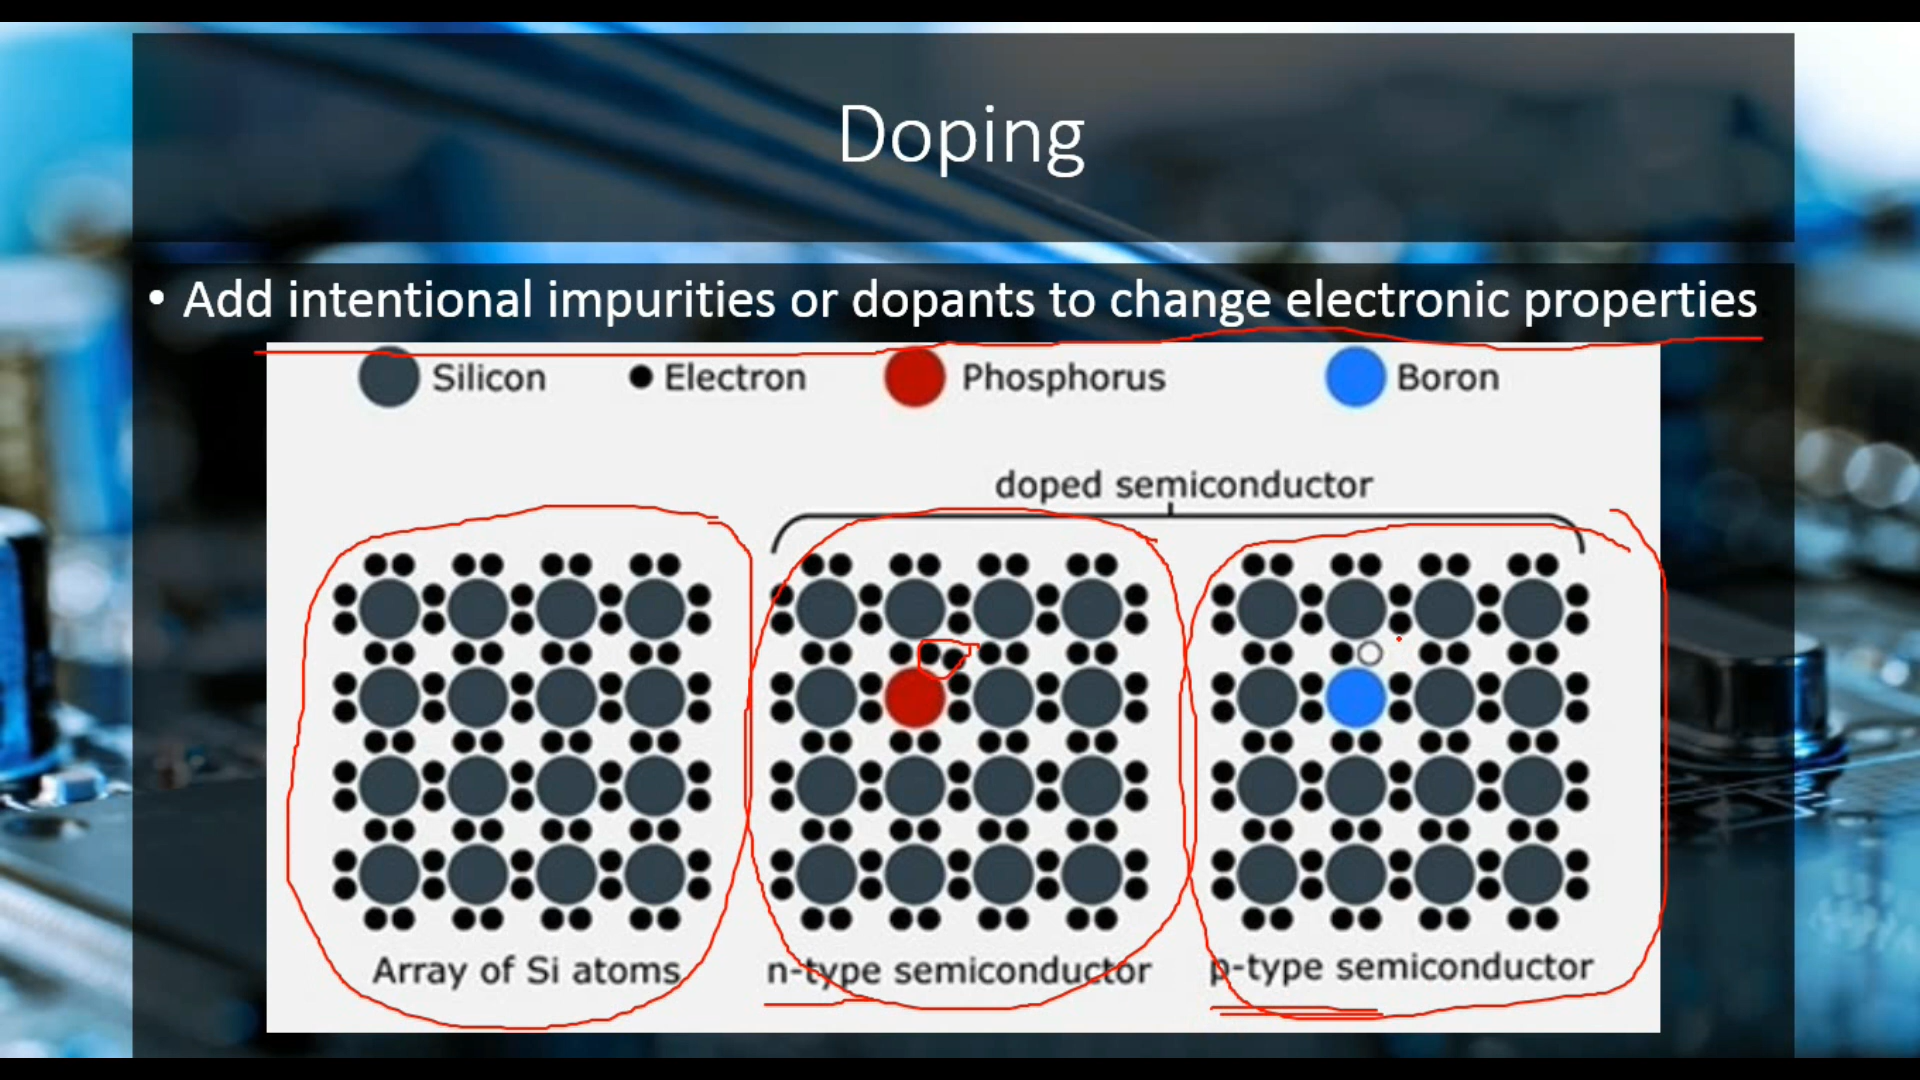 Doping
• Add intentional impurities or dopants to change electronic properties
Silicon Electron Phosphorus Boron
doped semiconductor
Array of Si atoms n-type semiconductor p-type semiconductor